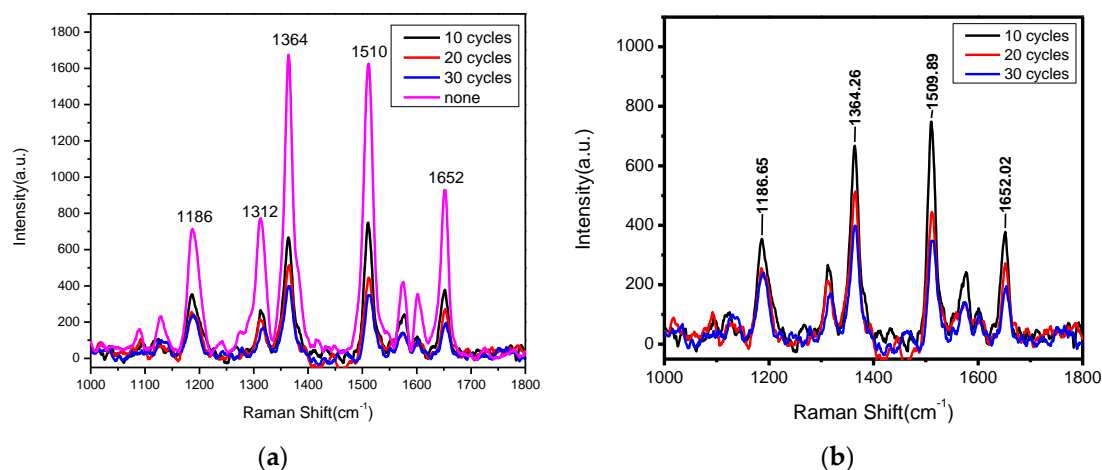 1800
1600
1400
1200
1000
800
600
400
200
0
Intensity(a.u.)
1364
1510
1652
1312
1186
10 cycles
20 cycles
30 cycles
none
1000 1100 1200 1300 1400 1500 1600 1700 1800
Raman Shift(cm⁻¹)
(a)
1000
800
600
400
200
0
Intensity(a.u.)
1186.65
1364.26
1509.89
1652.02
10 cycles
20 cycles
30 cycles
1000 1200 1400 1600 1800
Raman Shift(cm⁻¹)
(b)